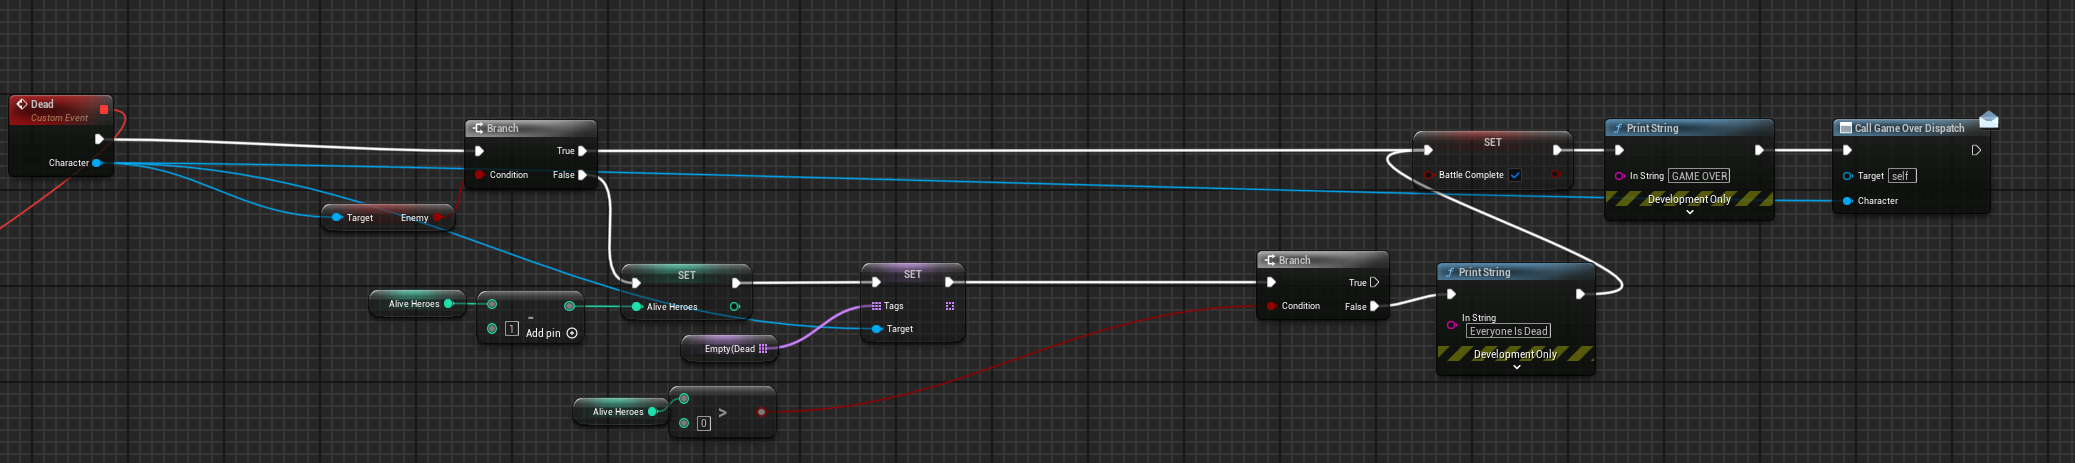 Dead
Custom Event
Character
Branch
True
Condition
False
Target
Enemy
SET
Battle Complete
Print String
In String
GAME OVER
Development Only
Call Game Over Dispatch
Target
self
Character
Alive Heroes
-
1
Add pin
SET
Alive Heroes
SET
Tags
Target
Empty(Dead
Branch
True
Condition
False
Print String
In String
Everyone Is Dead
Development Only
Alive Heroes
>
0